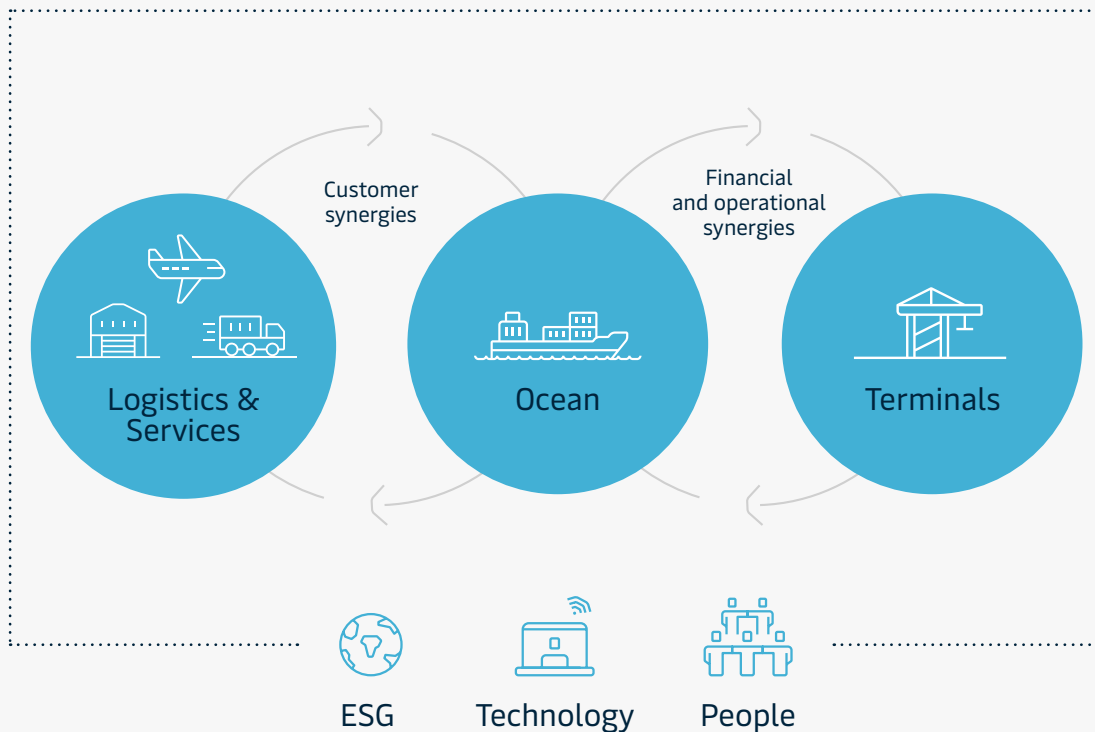 Customer
synergies
Financial
and operational
synergies
Logistics &
Services
Ocean
Terminals
ESG
Technology
People